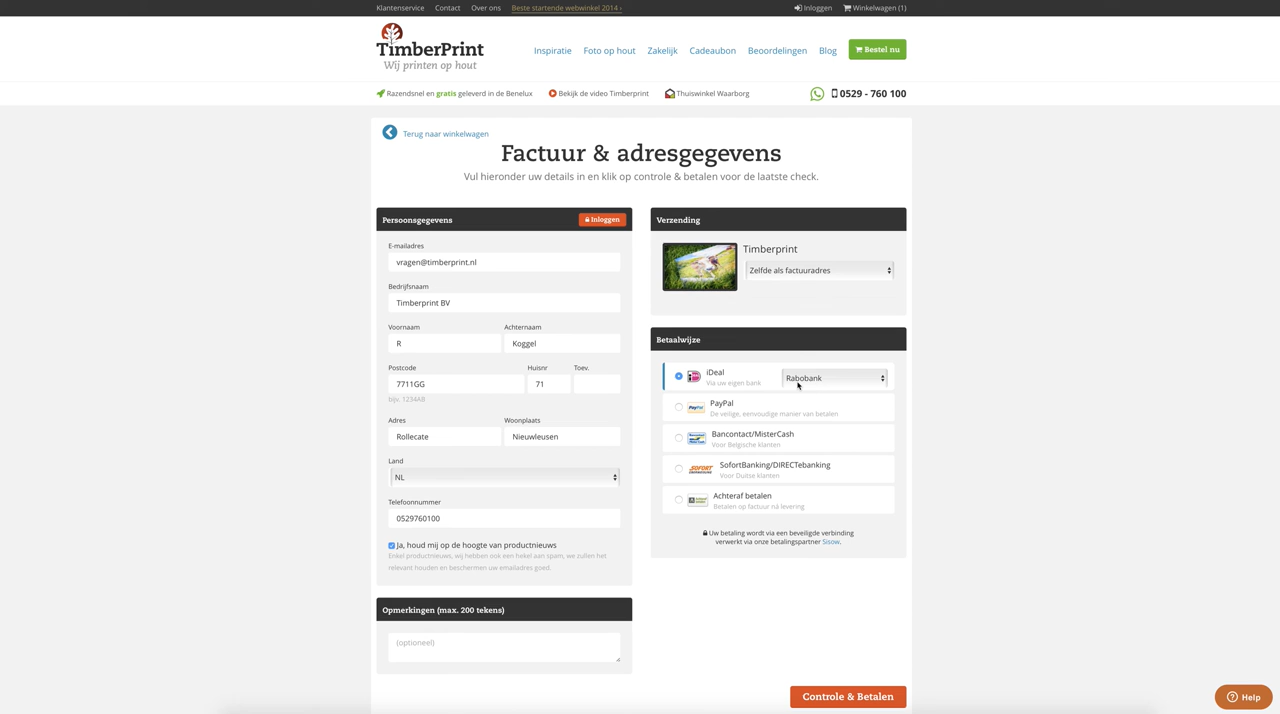 Klantenservice Contact Over ons Beste startende webwinkel 2014 › Inloggen Winkelwagen (1)
TimberPrint
Wij printen op hout
Inspiratie Foto op hout Zakelijk Cadeaubon Beoordelingen Blog Bestel nu
Razendsnel en gratis geleverd in de Benelux Bekijk de video Timberprint Thuiswinkel Waarborg 0529 - 760 100
Terug naar winkelwagen
Factuur & adresgegevens
Vul hieronder uw details in en klik op controle & betalen voor de laatste check.
Persoonsgegevens Inloggen
E-mailadres
vragen@timberprint.nl
Bedrijfsnaam
Timberprint BV
Voornaam Achternaam
R Koggel
Postcode Huisnr Toev.
7711GG 71
bijv. 1234AB
Adres Woonplaats
Rollecate Nieuwleusen
Land
NL
Telefoonnummer
0529760100
Ja, houd mij op de hoogte van productnieuws
Enkel productnieuws, wij hebben ook een hekel aan spam, we zullen het
relevant houden en beschermen uw emailadres goed.
Opmerkingen (max. 200 tekens)
(optioneel)
Verzending
Timberprint
Zelfde als factuuradres
Betaalwijze
iDeal
Via uw eigen bank
Rabobank
PayPal
PayPal
De veilige, eenvoudige manier van betalen
Bancontact/MisterCash
Voor Belgische klanten
SOFORT
SofortBanking/DIRECTebanking
Voor Duitse klanten
Achteraf betalen
Betalen op factuur ná levering
Uw betaling wordt via een beveiligde verbinding
verwerkt via onze betalingspartner Sisow.
Controle & Betalen
Help